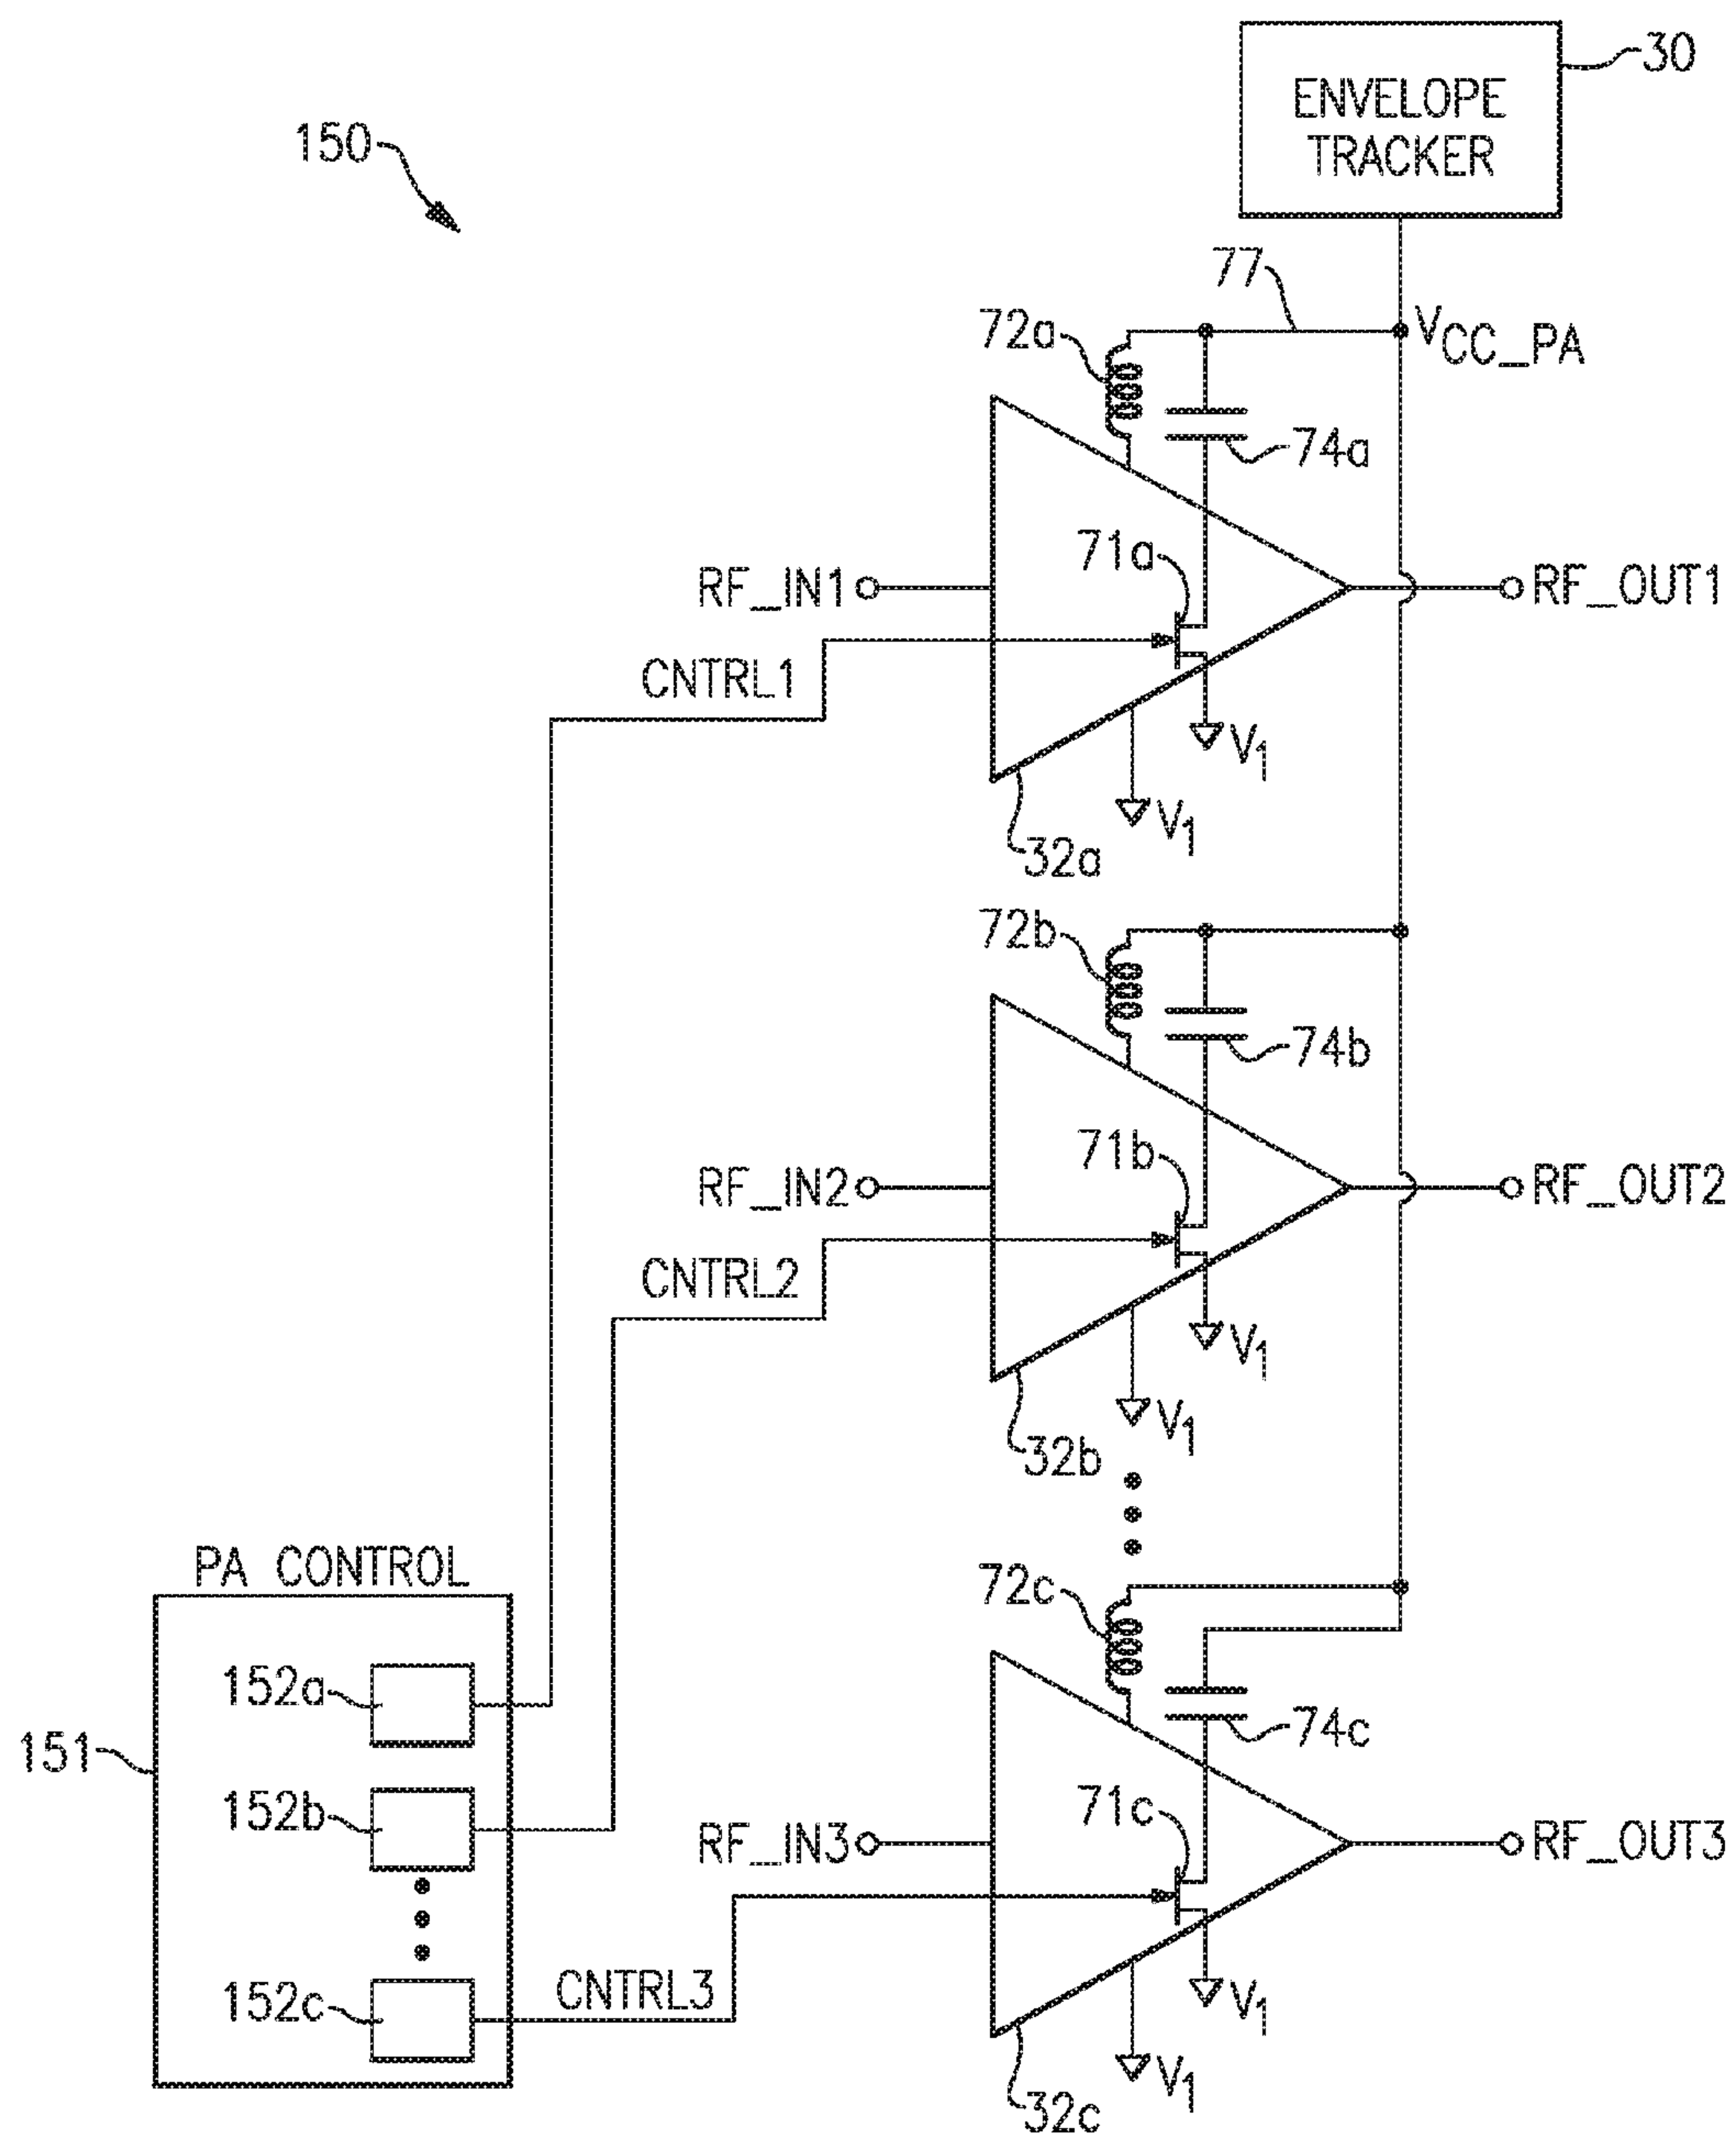 30
ENVELOPE
TRACKER
150
77
72a
VCC_PA
74a
71a
RF_IN1
RF_OUT1
CNTRL1
V1
V1
32a
72b
74b
71b
RF_IN2
RF_OUT2
CNTRL2
V1
V1
32b
PA CONTROL
72c
152a
74c
151
152b
71c
RF_IN3
RF_OUT3
CNTRL3
152c
V1
V1
32c